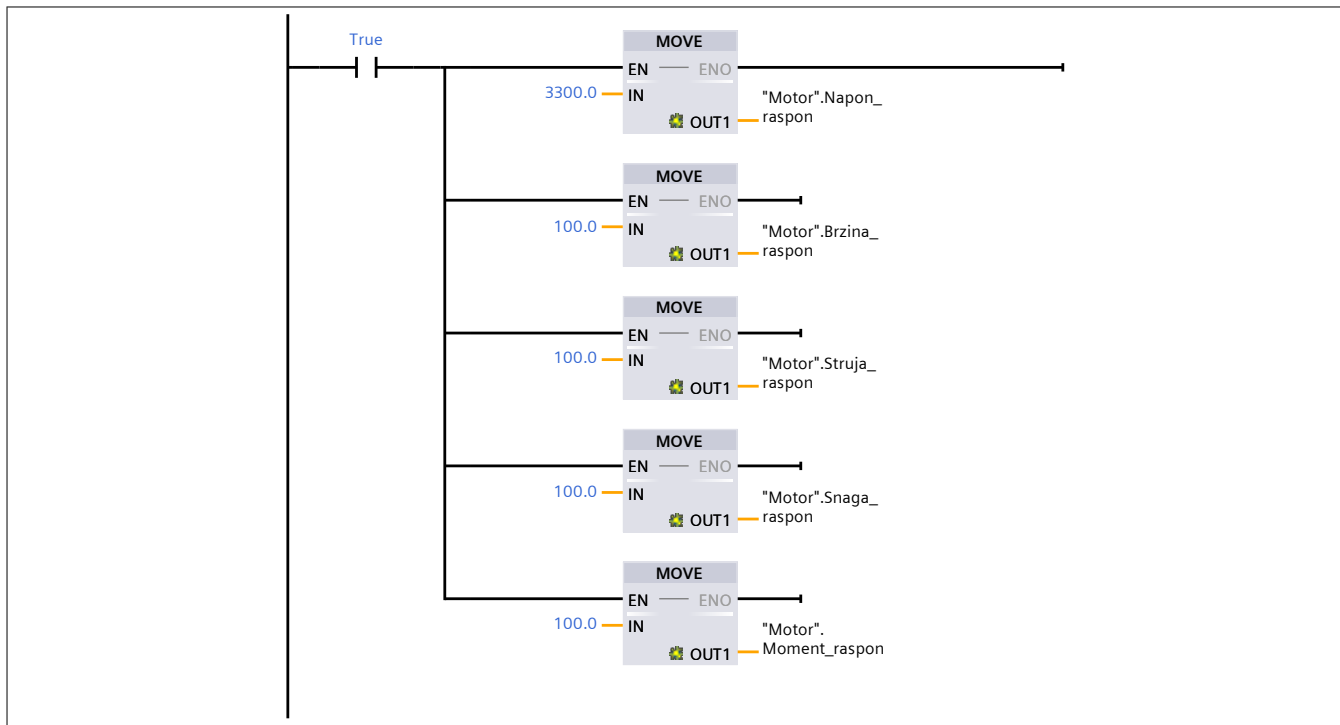 True
MOVE
EN ENO
3300.0 IN
"Motor".Napon_
raspon
OUT1
MOVE
EN ENO
100.0 IN
"Motor".Brzina_
raspon
OUT1
MOVE
EN ENO
100.0 IN
"Motor".Struja_
raspon
OUT1
MOVE
EN ENO
100.0 IN
"Motor".Snaga_
raspon
OUT1
MOVE
EN ENO
100.0 IN
"Motor".
Moment_raspon
OUT1